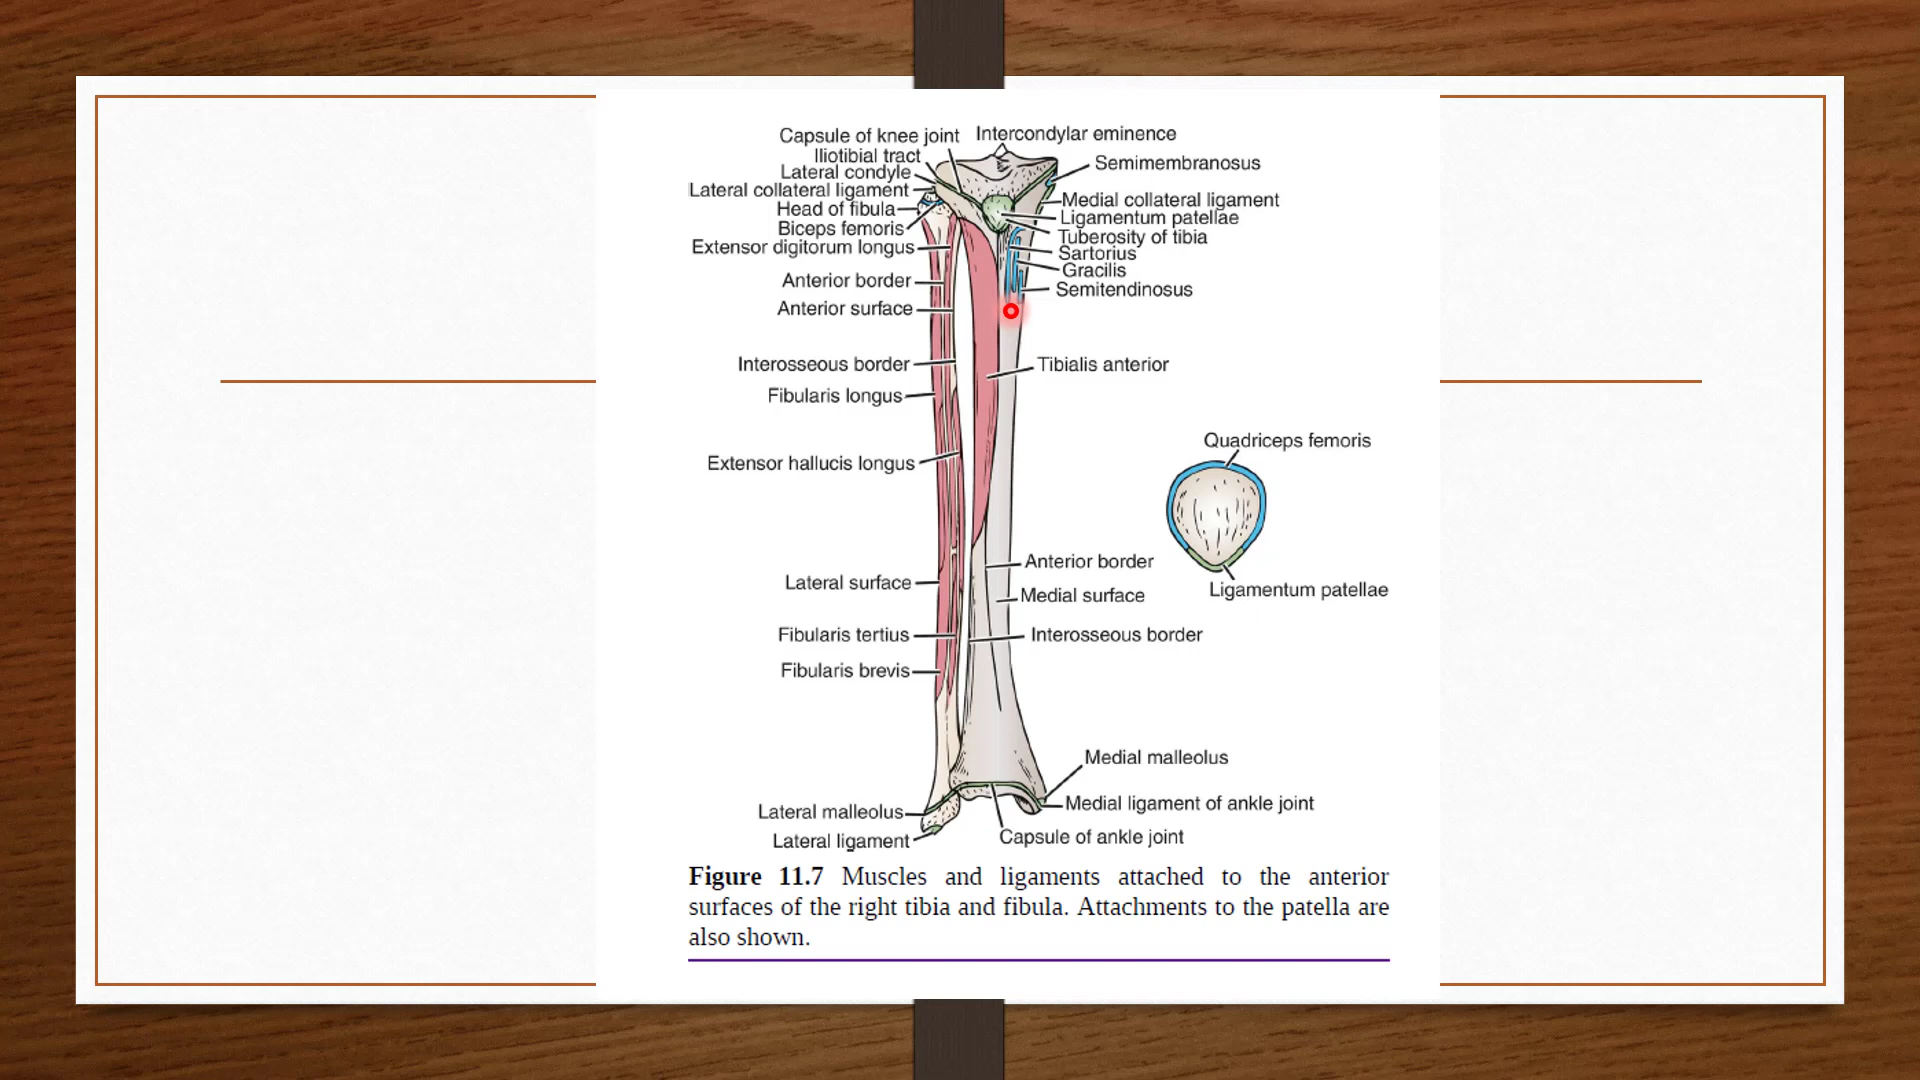 Capsule of knee joint
Intercondylar eminence
Iliotibial tract
Semimembranosus
Lateral condyle
Lateral collateral ligament
Medial collateral ligament
Head of fibula
Ligamentum patellae
Biceps femoris
Tuberosity of tibia
Extensor digitorum longus
Sartorius
Gracilis
Anterior border
Semitendinosus
Anterior surface
Interosseous border
Tibialis anterior
Fibularis longus
Quadriceps femoris
Extensor hallucis longus
Anterior border
Lateral surface
Medial surface
Ligamentum patellae
Fibularis tertius
Interosseous border
Fibularis brevis
Medial malleolus
Medial ligament of ankle joint
Lateral malleolus
Capsule of ankle joint
Lateral ligament
Figure 11.7 Muscles and ligaments attached to the anterior
surfaces of the right tibia and fibula. Attachments to the patella are
also shown.